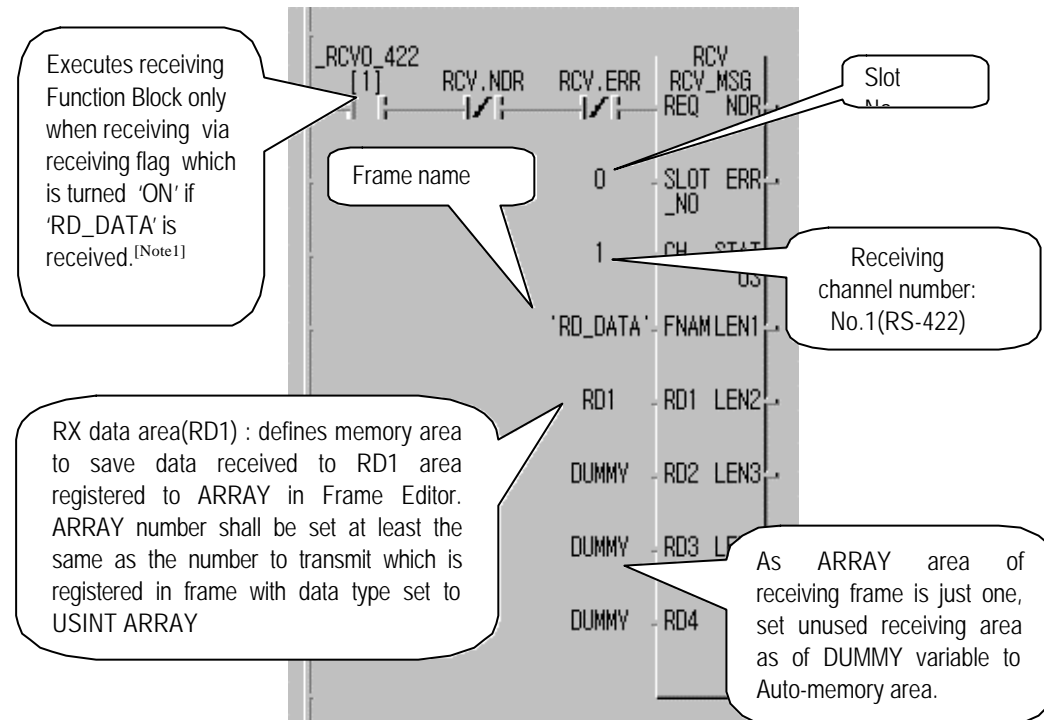 Executes receiving
Function Block only
when receiving via
receiving flag which
is turned 'ON' if
'RD_DATA' is
received.[Note1]
_RCV0_422
[1]
RCV.NDR
RCV.ERR
RCV
RCV_MSG
REQ NDR
Slot
Frame name
0
SLOT ERR
_NO
1
CH STAT
US
Receiving
channel number:
No.1(RS-422)
'RD_DATA'
FNAM LEN1
RX data area(RD1) : defines memory area
to save data received to RD1 area
registered to ARRAY in Frame Editor.
ARRAY number shall be set at least the
same as the number to transmit which is
registered in frame with data type set to
USINT ARRAY
RD1
RD1 LEN2
DUMMY
RD2 LEN3
DUMMY
RD3
DUMMY
RD4
As ARRAY area of
receiving frame is just one,
set unused receiving area
as of DUMMY variable to
Auto-memory area.